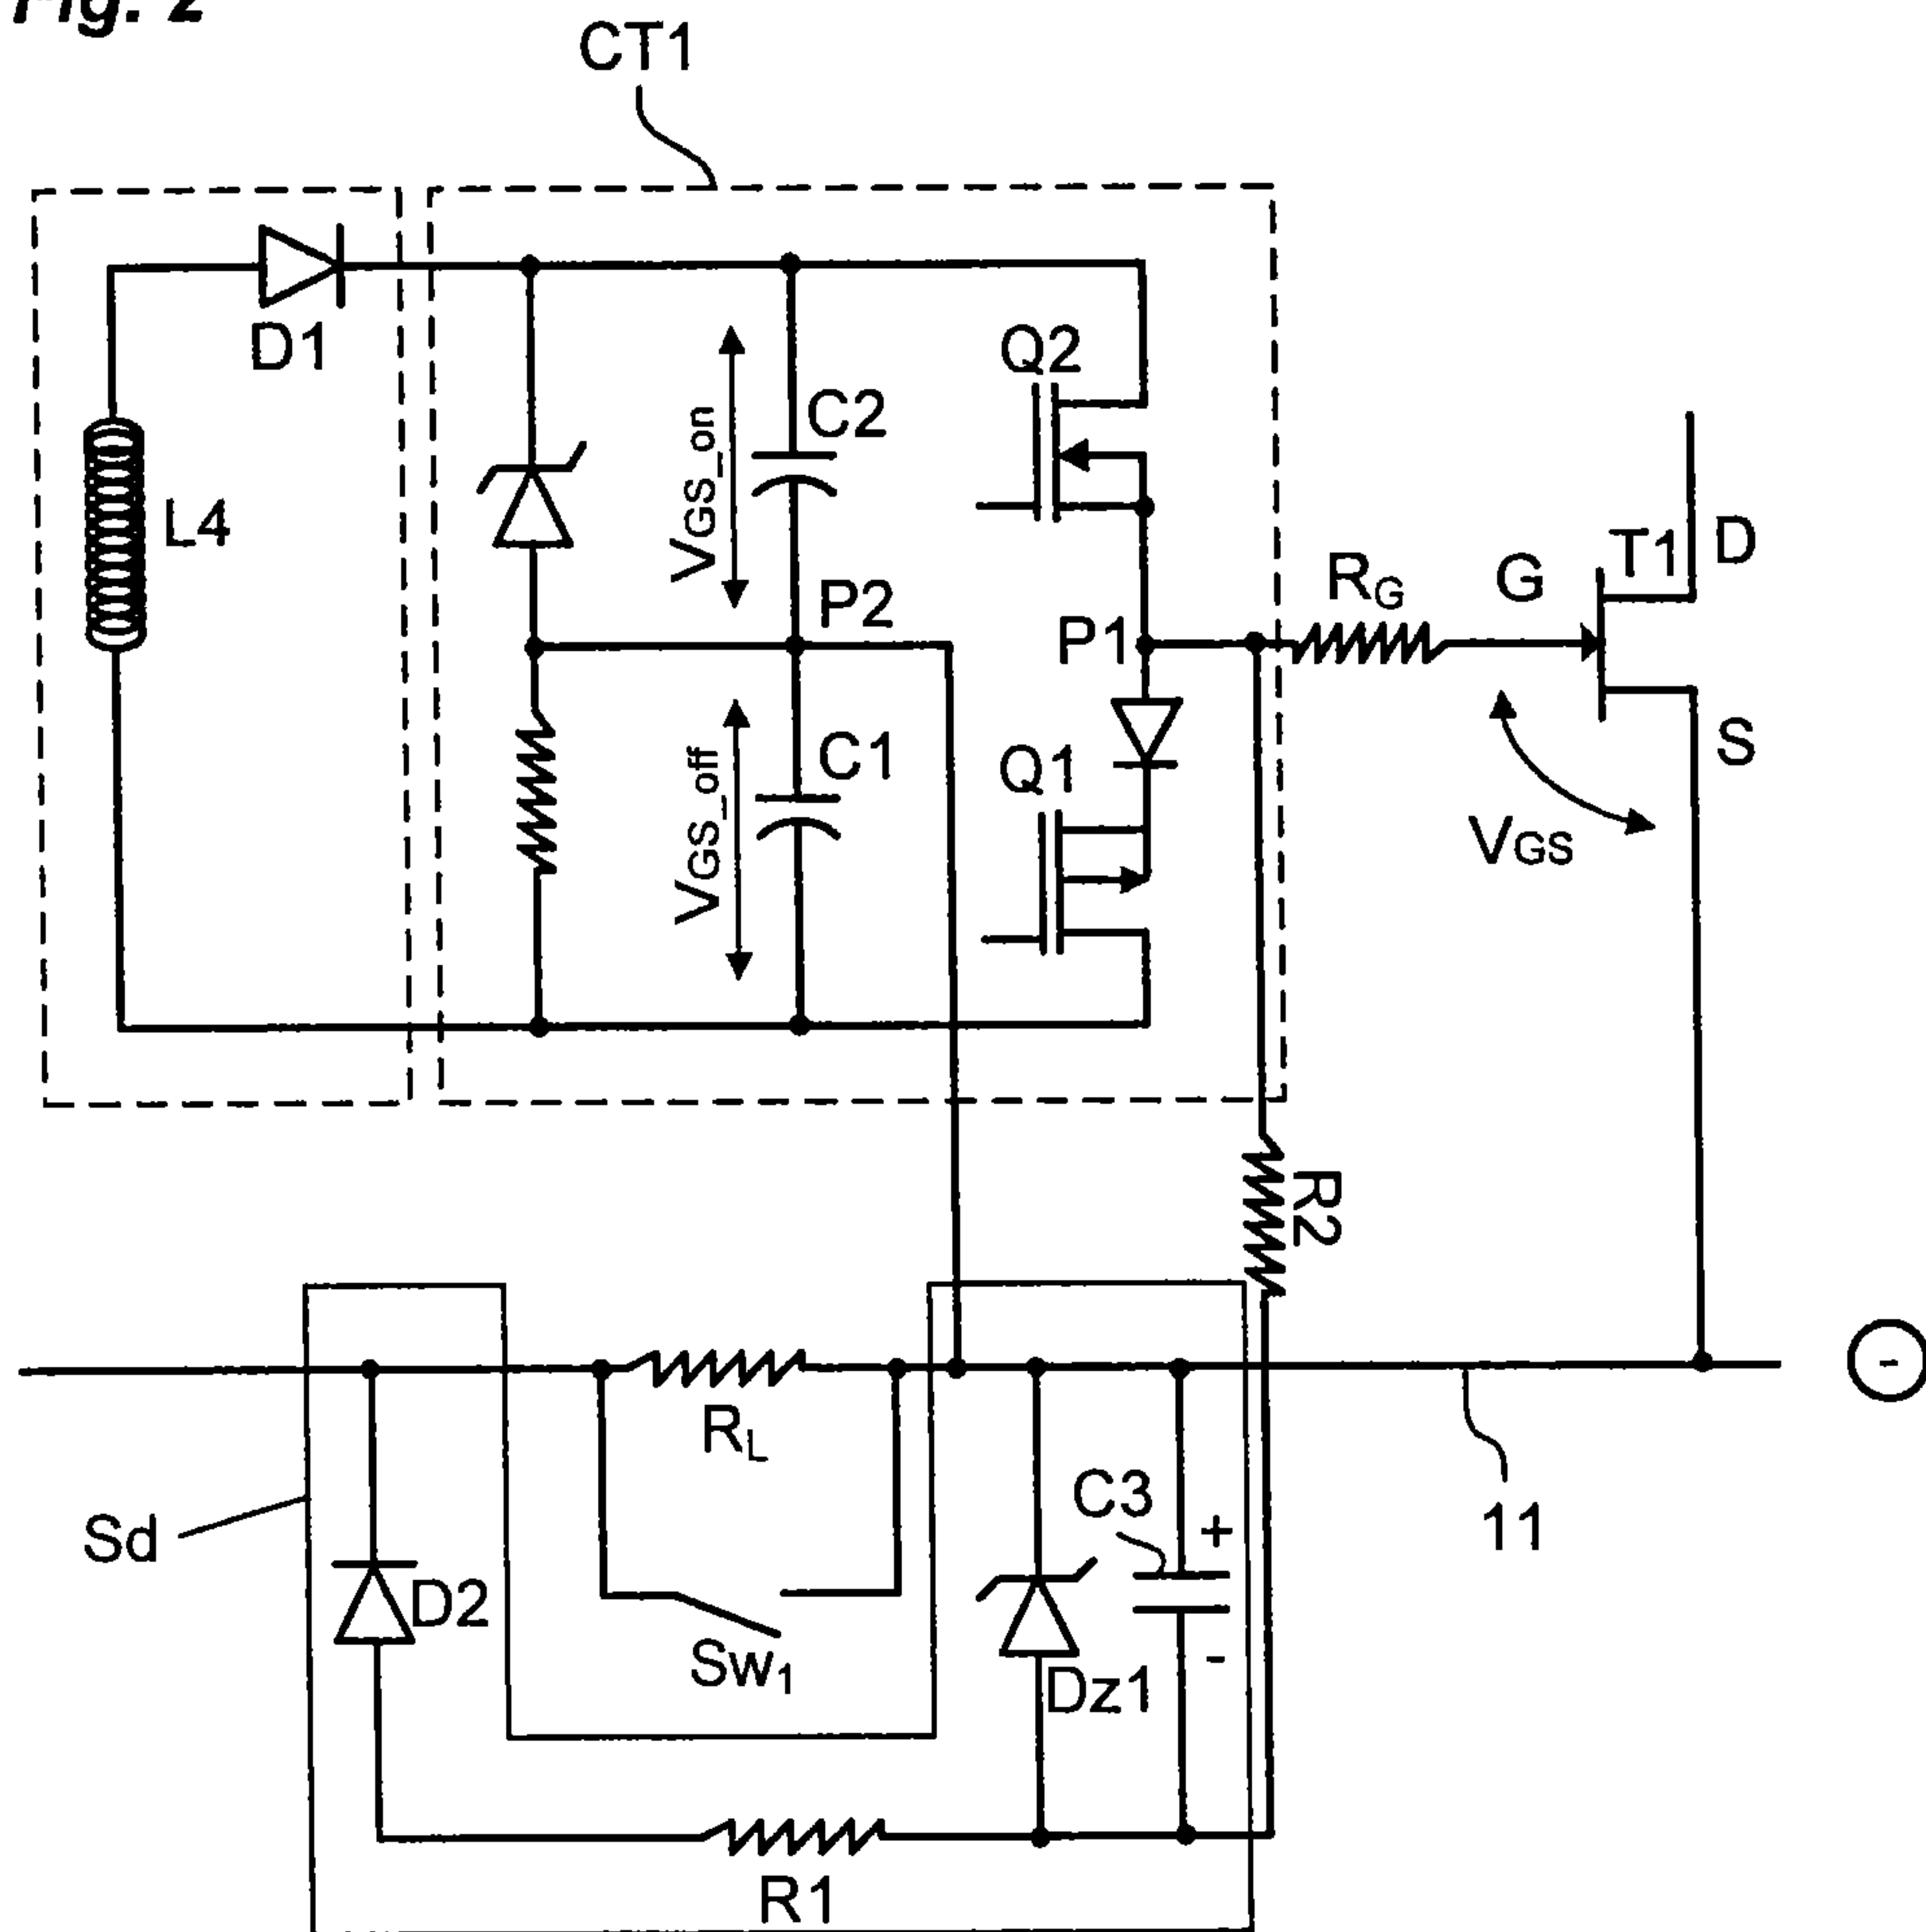 Fig. 2
CT1
D1
L4
VGS_on
C2
Q2
P2
P1
RG
G
T1
D
S
VGS
VGS_off
C1
Q1
R2
RL
Sd
D2
Sw1
C3
+
-
Dz1
11
-
R1